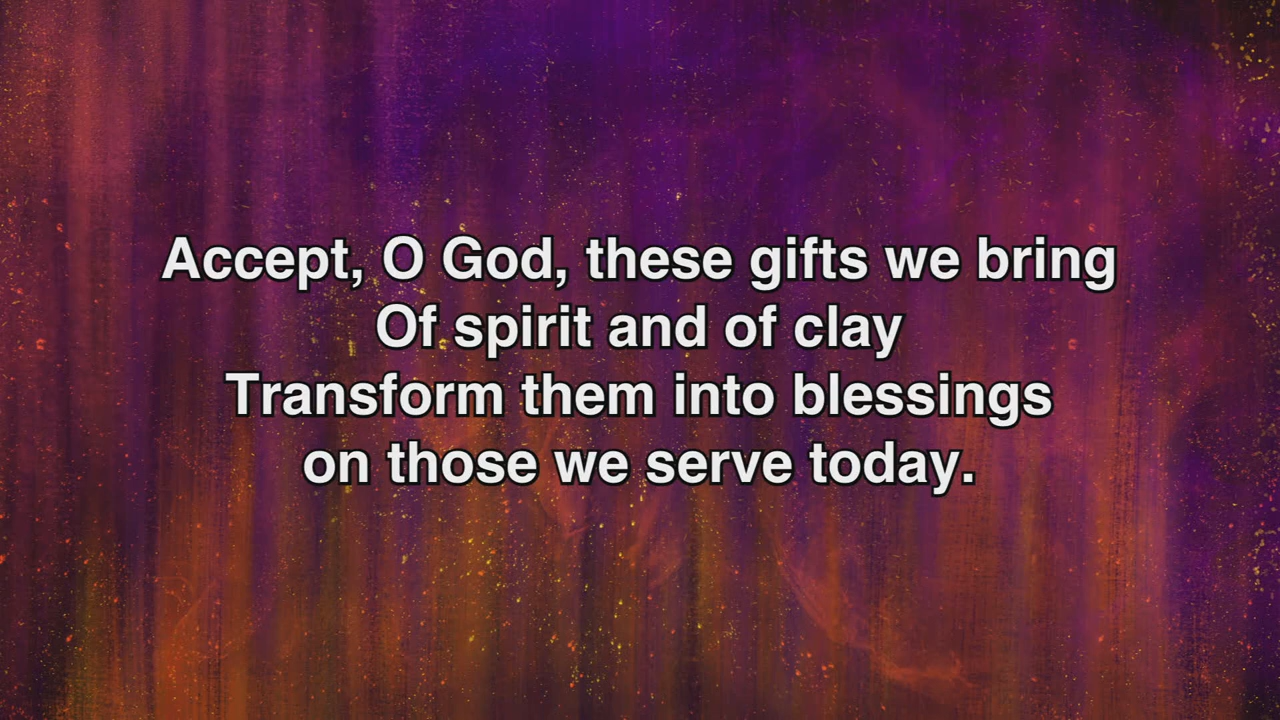 Accept, O God, these gifts we bring
Of spirit and of clay
Transform them into blessings
on those we serve today.